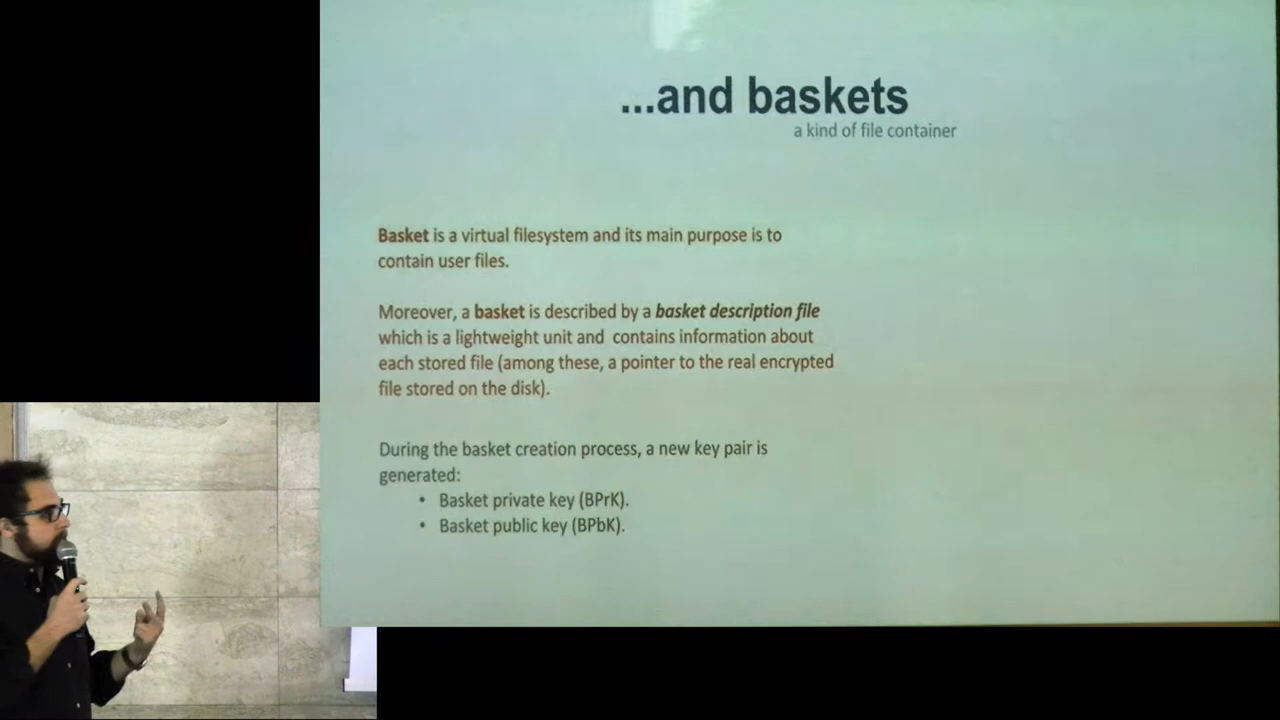 ...and baskets
a kind of file container
Basket is a virtual filesystem and its main purpose is to
contain user files.
Moreover, a basket is described by a basket description file
which is a lightweight unit and contains information about
each stored file (among these, a pointer to the real encrypted
file stored on the disk).
During the basket creation process, a new key pair is
generated:
• Basket private key (BPrK).
• Basket public key (BPbK).